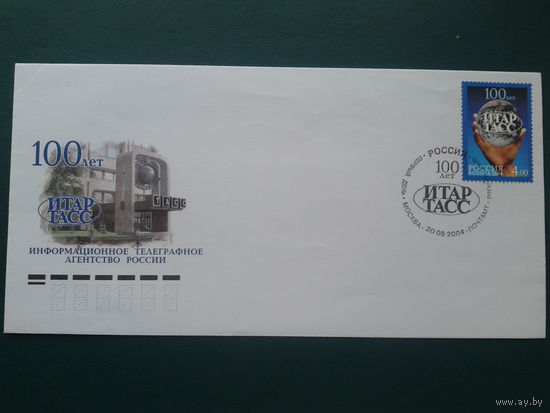 100 лет
ИТАР
ТАСС
ТАСС
ИНФОРМАЦИОННОЕ ТЕЛЕГРАФНОЕ
АГЕНТСТВО РОССИИ
100 лет
ИТАР
ТАСС
РОССИЯ
4.00
РОССИЯ
100
ЛЕТ
ИТАР
ТАСС
ПЕРВЫЙ ДЕНЬ • МОСКВА, 20•08•2004 • ПОЧТАМТ
www.ay.by